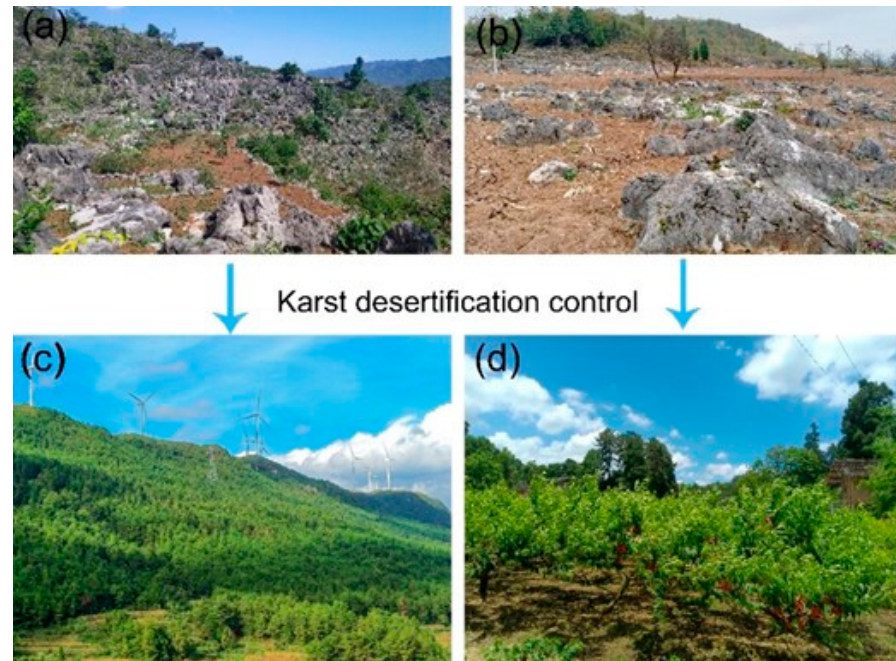 (a)
(b)
Karst desertification control
(c)
(d)